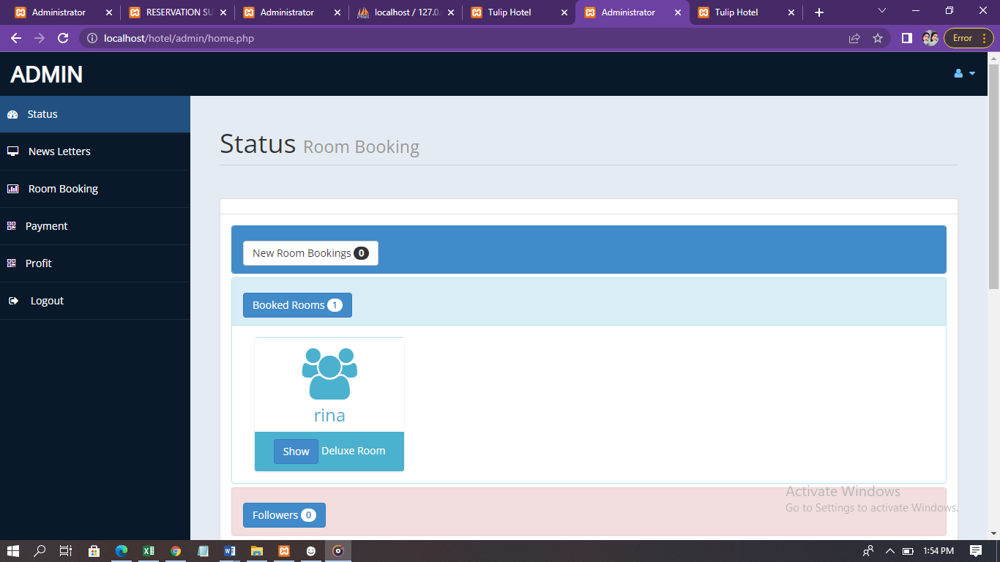 Administrator
RESERVATION SU
Administrator
localhost / 127.0.
Tulip Hotel
Administrator
Tulip Hotel
localhost/hotel/admin/home.php
Error
ADMIN
Status
News Letters
Room Booking
Payment
Profit
Logout
Status Room Booking
New Room Bookings 0
Booked Rooms 1
rina
Show Deluxe Room
Followers 0
Activate Windows
Go to Settings to activate Windows.
1:54 PM